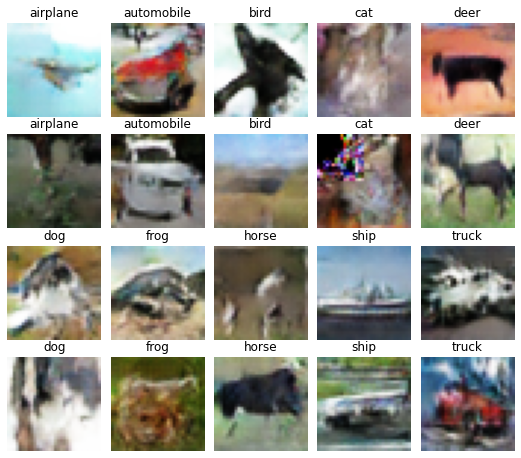 airplane automobile bird cat deer
airplane automobile bird cat deer
dog frog horse ship truck
dog frog horse ship truck